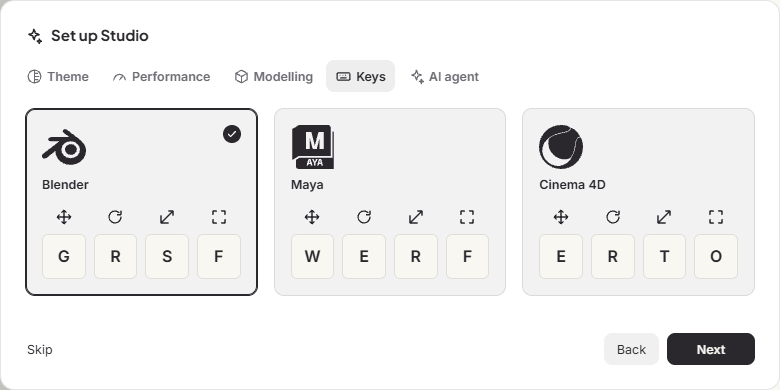 Set up Studio
Theme Performance Modelling Keys AI agent
M
AYA
Blender Maya Cinema 4D
G R S F W E R F E R T O
Skip Back Next